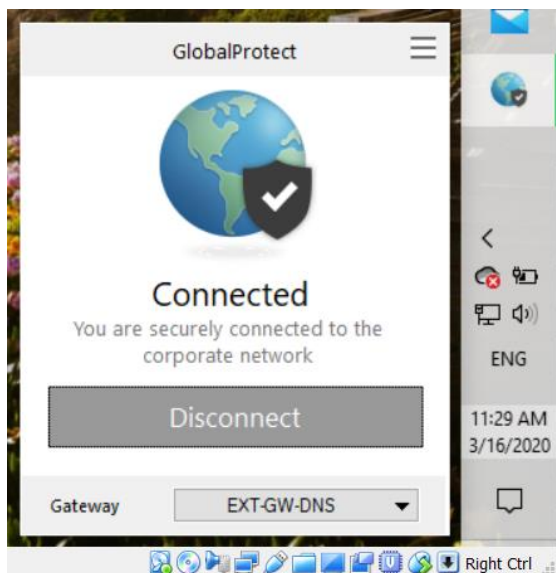 GlobalProtect
Connected
You are securely connected to the
corporate network
Disconnect
Gateway
EXT-GW-DNS
ENG
11:29 AM
3/16/2020
Right Ctrl